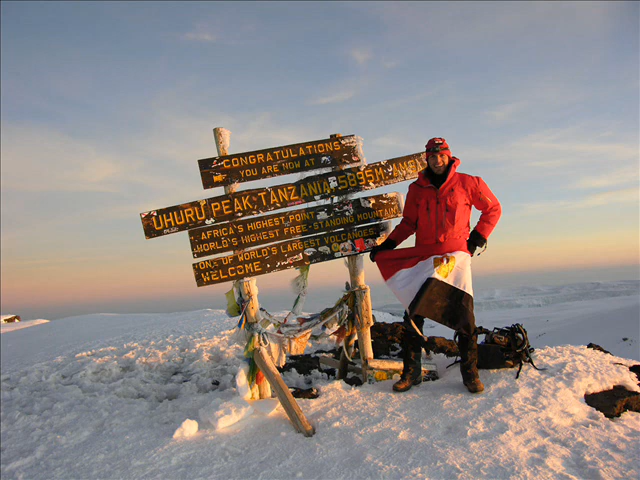 CONGRATULATIONS
YOU ARE NOW AT
UHURU PEAK, TANZANIA, 5895M. A.M.S.L.
AFRICA'S HIGHEST POINT
WORLD'S HIGHEST FREE-STANDING MOUNTAIN
ONE OF WORLD'S LARGEST VOLCANOES.
WELCOME